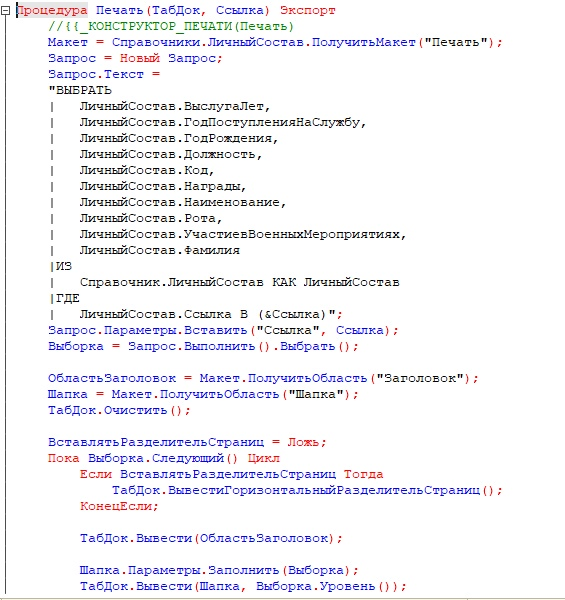 Процедура Печать(ТабДок, Ссылка) Экспорт
//{{_КОНСТРУКТОР_ПЕЧАТИ(Печать)
Макет = Справочники.ЛичныйСостав.ПолучитьМакет("Печать");
Запрос = Новый Запрос;
Запрос.Текст =
"ВЫБРАТЬ
|	ЛичныйСостав.ВыслугаЛет,
|	ЛичныйСостав.ГодПоступленияНаСлужбу,
|	ЛичныйСостав.ГодРождения,
|	ЛичныйСостав.Должность,
|	ЛичныйСостав.Код,
|	ЛичныйСостав.Награды,
|	ЛичныйСостав.Наименование,
|	ЛичныйСостав.Рота,
|	ЛичныйСостав.УчастиевВоенныхМероприятиях,
|	ЛичныйСостав.Фамилия
|ИЗ
|	Справочник.ЛичныйСостав КАК ЛичныйСостав
|ГДЕ
|	ЛичныйСостав.Ссылка В (&Ссылка)";
Запрос.Параметры.Вставить("Ссылка", Ссылка);
Выборка = Запрос.Выполнить().Выбрать();
ОбластьЗаголовок = Макет.ПолучитьОбласть("Заголовок");
Шапка = Макет.ПолучитьОбласть("Шапка");
ТабДок.Очистить();
ВставлятьРазделительСтраниц = Ложь;
Пока Выборка.Следующий() Цикл
Если ВставлятьРазделительСтраниц Тогда
ТабДок.ВывестиГоризонтальныйРазделительСтраниц();
КонецЕсли;
ТабДок.Вывести(ОбластьЗаголовок);
Шапка.Параметры.Заполнить(Выборка);
ТабДок.Вывести(Шапка, Выборка.Уровень());